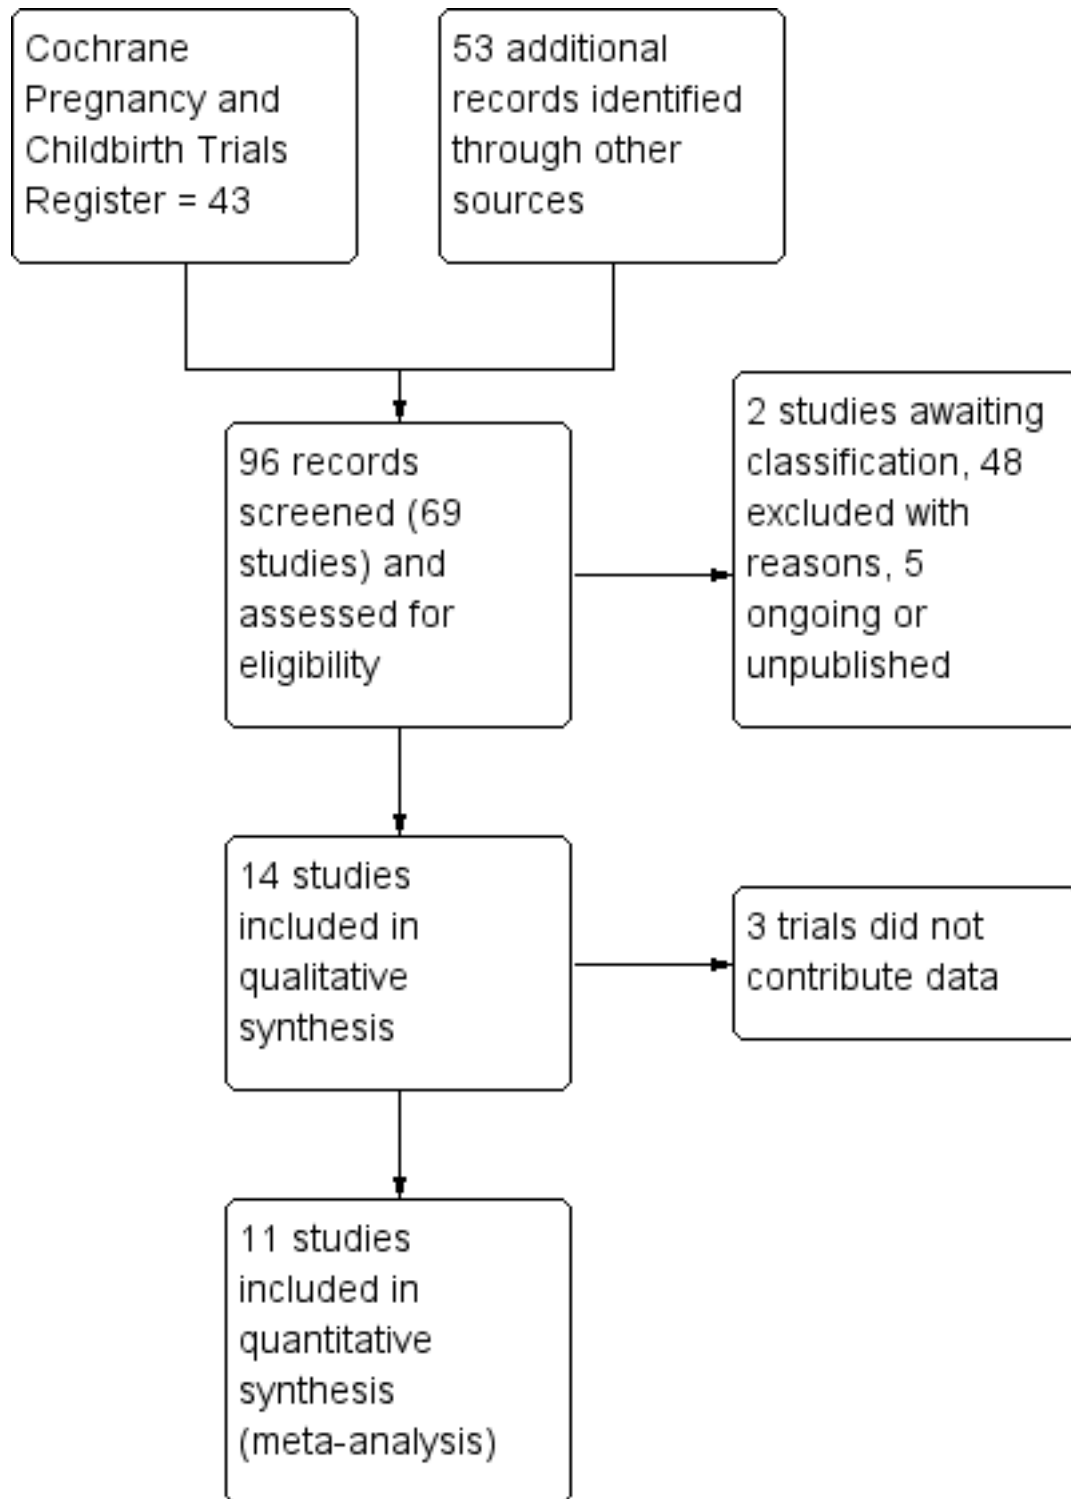 Cochrane
Pregnancy and
Childbirth Trials
Register = 43
53 additional
records identified
through other
sources
96 records
screened (69
studies) and
assessed for
eligibility
2 studies awaiting
classification, 48
excluded with
reasons, 5
ongoing or
unpublished
14 studies
included in
qualitative
synthesis
3 trials did not
contribute data
11 studies
included in
quantitative
synthesis
(meta-analysis)